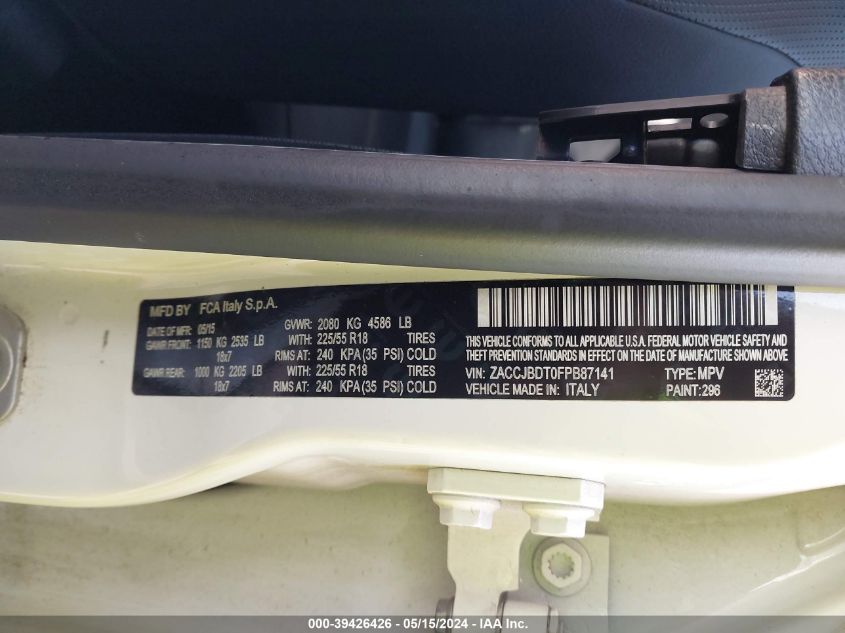 MFD BY FCA Italy S.p.A.
DATE OF MFR 05/15 GVWR: 2080 KG 4586 LB
GAWR FRONT: 1150 KG 2535 LB WITH: 225/55 R18 TIRES
18x7 RIMS AT: 240 KPA(35 PSI) COLD
GAWR REAR: 1000 KG 2205 LB WITH: 225/55 R18 TIRES
18x7 RIMS AT: 240 KPA(35 PSI) COLD
THIS VEHICLE CONFORMS TO ALL APPLICABLE U.S.A. FEDERAL MOTOR VEHICLE SAFETY AND
THEFT PREVENTION STANDARDS IN EFFECT ON THE DATE OF MANUFACTURE SHOWN ABOVE.
VIN: ZACCJBDT0FPB87141 TYPE: MPV
VEHICLE MADE IN ITALY PAINT: 296
000-39426426 - 05/15/2024 - IAA Inc.